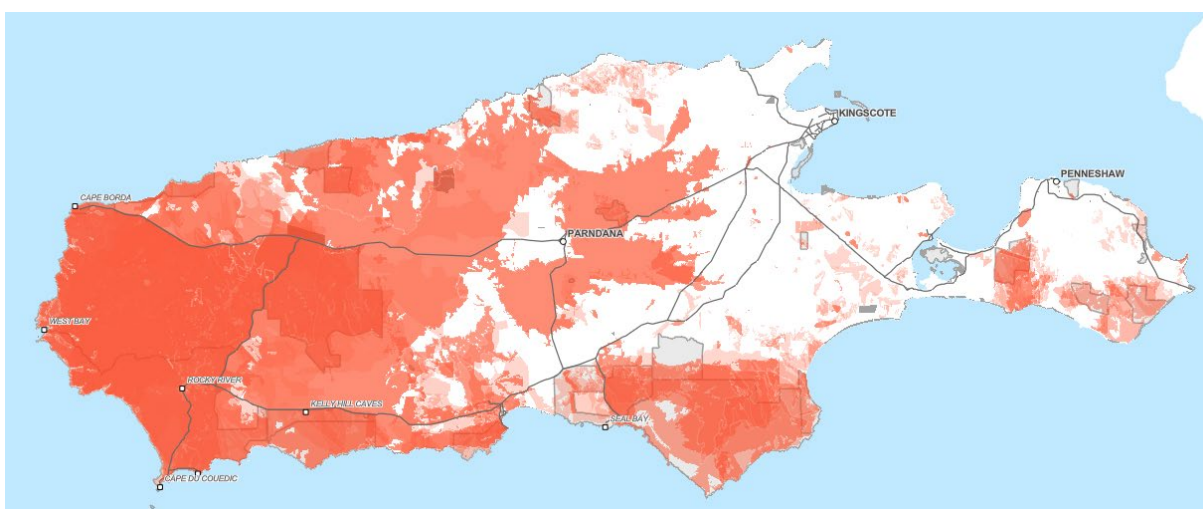 KINGSCOTE
PENNESHAW
CAPE BORDA
PARNDANA
WEST BAY
ROCKY RIVER
KELLY HILL CAVES
SEAL BAY
CAPE DU COUEDIC